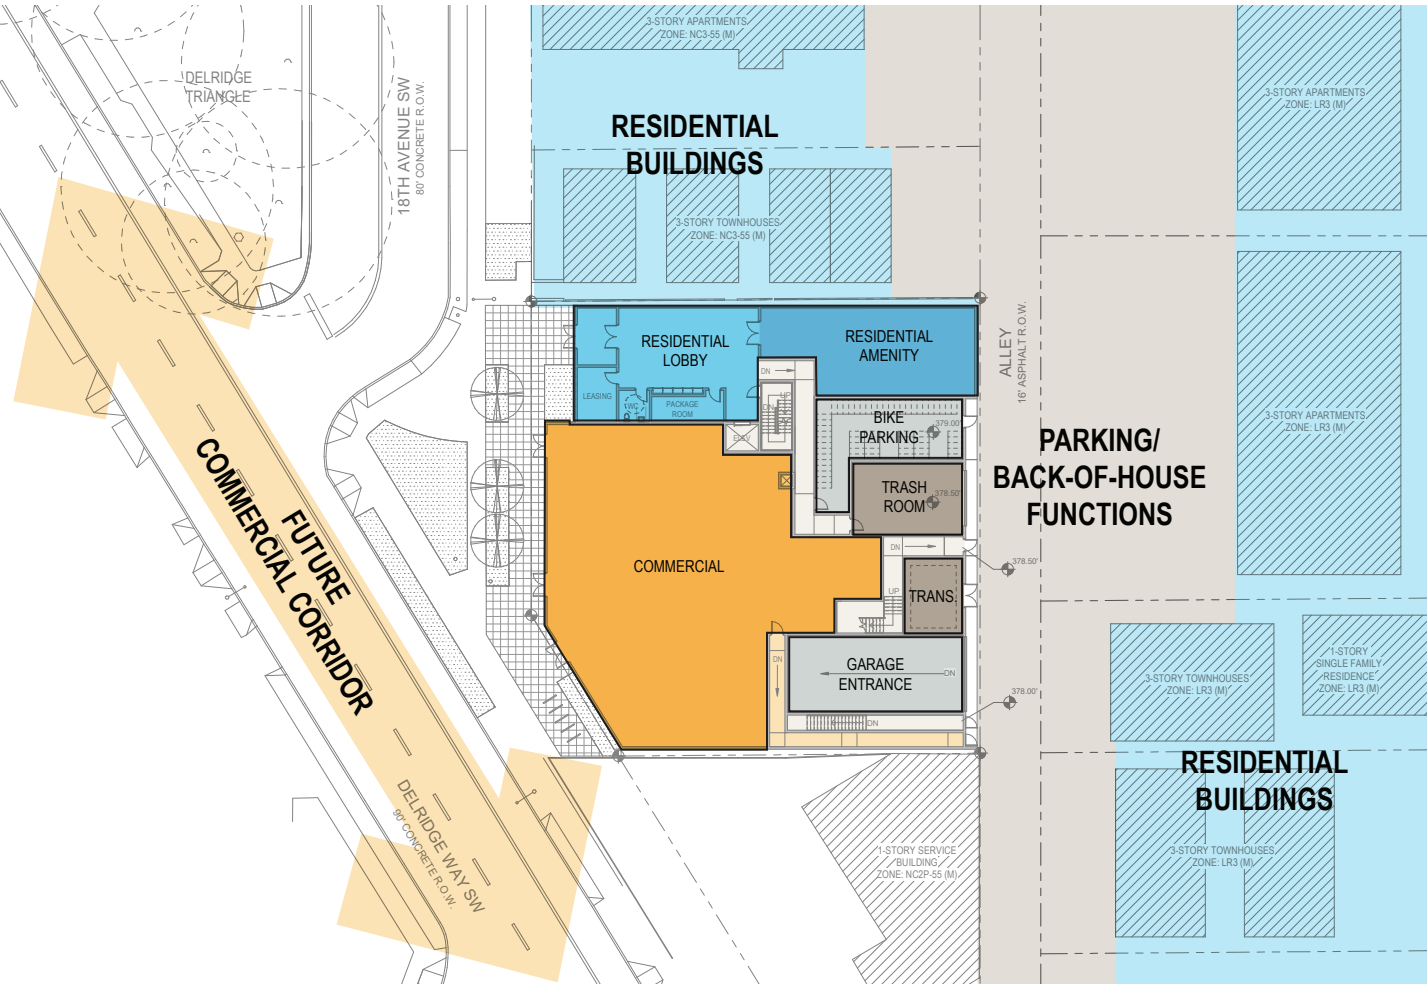 3-STORY APARTMENTS
ZONE: NC3-55 (M)
DELRIDGE
TRIANGLE
18TH AVENUE SW
80' CONCRETE R.O.W.
RESIDENTIAL
BUILDINGS
3-STORY APARTMENTS
ZONE: LR3 (M)
3-STORY TOWNHOUSES
ZONE: NC3-55 (M)
RESIDENTIAL
LOBBY
RESIDENTIAL
AMENITY
ALLEY
16' ASPHALT R.O.W.
DN
UP
LEASING
WC
PACKAGE
ROOM
DN
ELEV
BIKE
PARKING
379.00'
3-STORY APARTMENTS
ZONE: LR3 (M)
PARKING/
BACK-OF-HOUSE
FUNCTIONS
TRASH
ROOM
378.50'
FUTURE
COMMERCIAL CORRIDOR
COMMERCIAL
DN
378.50'
UP
TRANS.
DN
GARAGE
ENTRANCE
DN
378.00'
DN
3-STORY TOWNHOUSES
ZONE: LR3 (M)
1-STORY
SINGLE FAMILY
RESIDENCE
ZONE: LR3 (M)
RESIDENTIAL
BUILDINGS
DELRIDGE WAY SW
90' CONCRETE R.O.W.
1-STORY SERVICE
BUILDING
ZONE: NC2P-55 (M)
3-STORY TOWNHOUSES
ZONE: LR3 (M)